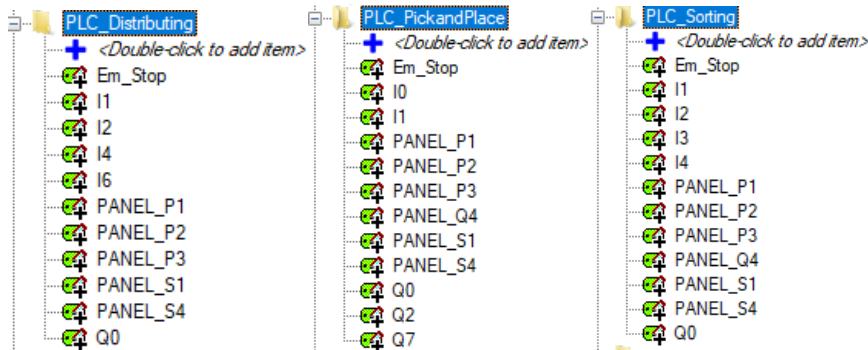 PLC_Distributing
<Double-click to add item>
Em_Stop
I1
I2
I4
I6
PANEL_P1
PANEL_P2
PANEL_P3
PANEL_S1
PANEL_S4
Q0
PLC_PickandPlace
<Double-click to add item>
Em_Stop
I0
I1
PANEL_P1
PANEL_P2
PANEL_P3
PANEL_Q4
PANEL_S1
PANEL_S4
Q0
Q2
Q7
PLC_Sorting
<Double-click to add item>
Em_Stop
I1
I2
I3
I4
PANEL_P1
PANEL_P2
PANEL_P3
PANEL_Q4
PANEL_S1
PANEL_S4
Q0